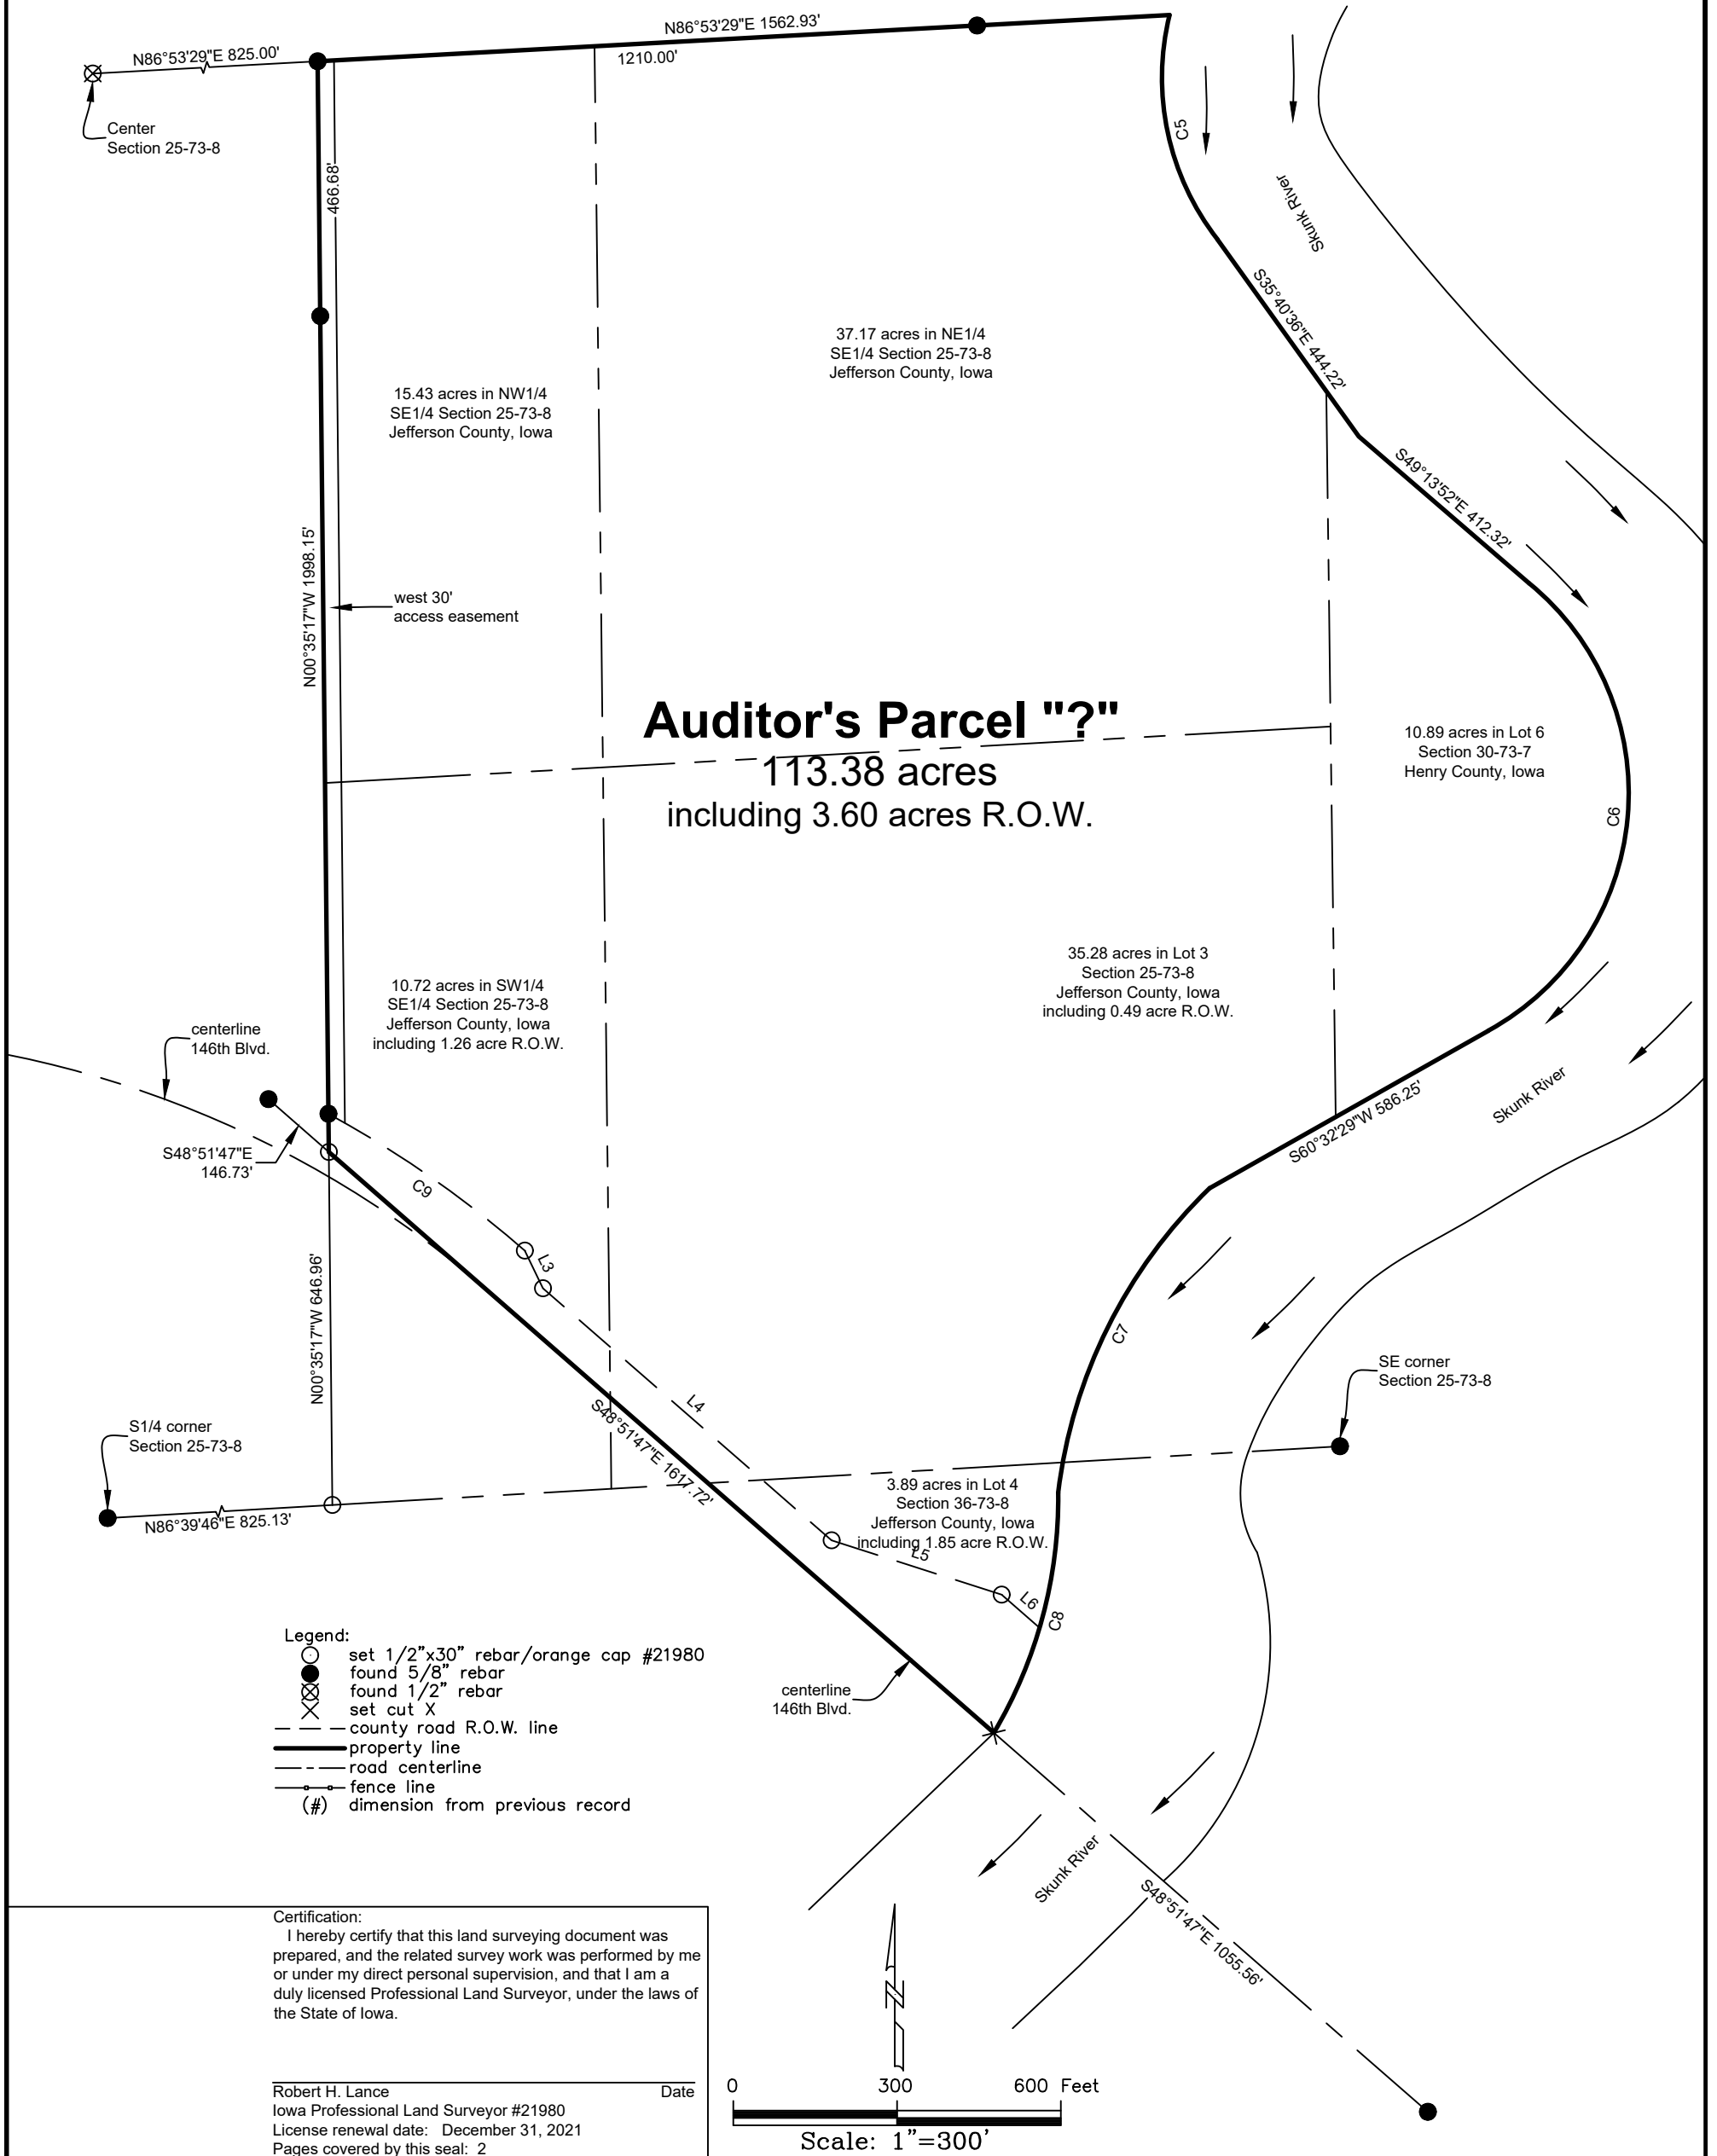 N86°53'29"E 1562.93'
N86°53'29"E 825.00'
1210.00'
Center
Section 25-73-8
466.68'
C5
Skunk River
S35°40'36"E 444.22'
37.17 acres in NE1/4
SE1/4 Section 25-73-8
Jefferson County, Iowa
15.43 acres in NW1/4
SE1/4 Section 25-73-8
Jefferson County, Iowa
S49°13'52"E 412.32'
N00°35'17"W 1998.15'
west 30'
access easement
Auditor's Parcel "?"
113.38 acres
including 3.60 acres R.O.W.
10.89 acres in Lot 6
Section 30-73-7
Henry County, Iowa
C6
35.28 acres in Lot 3
Section 25-73-8
Jefferson County, Iowa
including 0.49 acre R.O.W.
10.72 acres in SW1/4
SE1/4 Section 25-73-8
Jefferson County, Iowa
including 1.26 acre R.O.W.
centerline
146th Blvd.
S48°51'47"E
146.73'
C9
S60°32'29"W 586.25'
Skunk River
L3
N00°35'17"W 646.96'
C7
L4
SE corner
Section 25-73-8
S1/4 corner
Section 25-73-8
S48°51'47"E 1617.72'
N86°39'46"E 825.13'
3.89 acres in Lot 4
Section 36-73-8
Jefferson County, Iowa
including 1.85 acre R.O.W.
L5
L6
C8
Legend:
set 1/2"x30" rebar/orange cap #21980
found 5/8" rebar
found 1/2" rebar
set cut X
county road R.O.W. line
property line
road centerline
fence line
(#) dimension from previous record
centerline
146th Blvd.
Skunk River
S48°51'47"E 1055.56'
Certification:
I hereby certify that this land surveying document was
prepared, and the related survey work was performed by me
or under my direct personal supervision, and that I am a
duly licensed Professional Land Surveyor, under the laws of
the State of Iowa.
Robert H. Lance Date
Iowa Professional Land Surveyor #21980
License renewal date: December 31, 2021
Pages covered by this seal: 2
N
0 300 600 Feet
Scale: 1"=300'